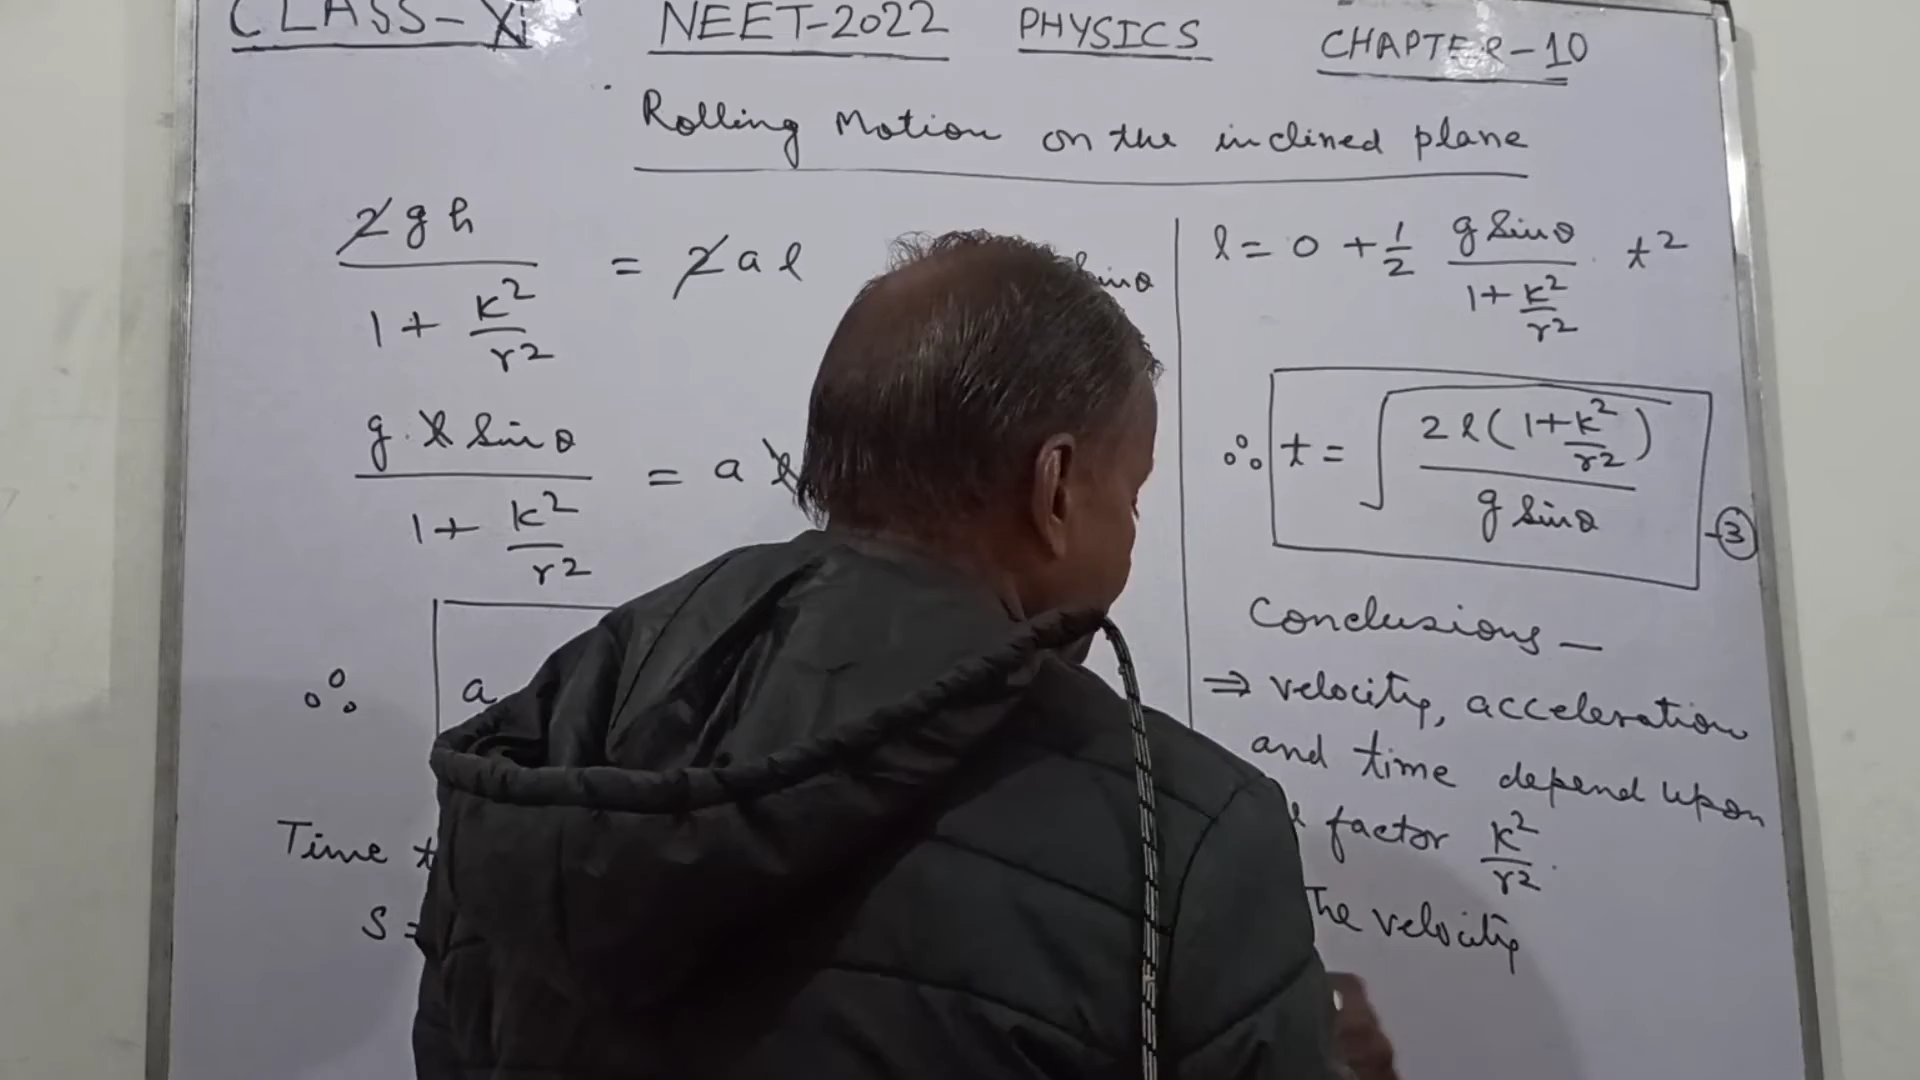 CLASS-XI NEET-2022 PHYSICS CHAPTER-10
Rolling Motion on the inclined plane
2gh / (1 + k²/r²) = 2al
sinθ
g.l sinθ / (1 + k²/r²) = a l
∴ a
Time t
S=
l = 0 + 1/2 g sinθ / (1 + k²/r²) t²
∴ t = √(2l(1+k²/r²) / g sinθ) -③
Conclusions —
⇒ velocity, acceleration
and time depend upon
factor k²/r².
The velocity